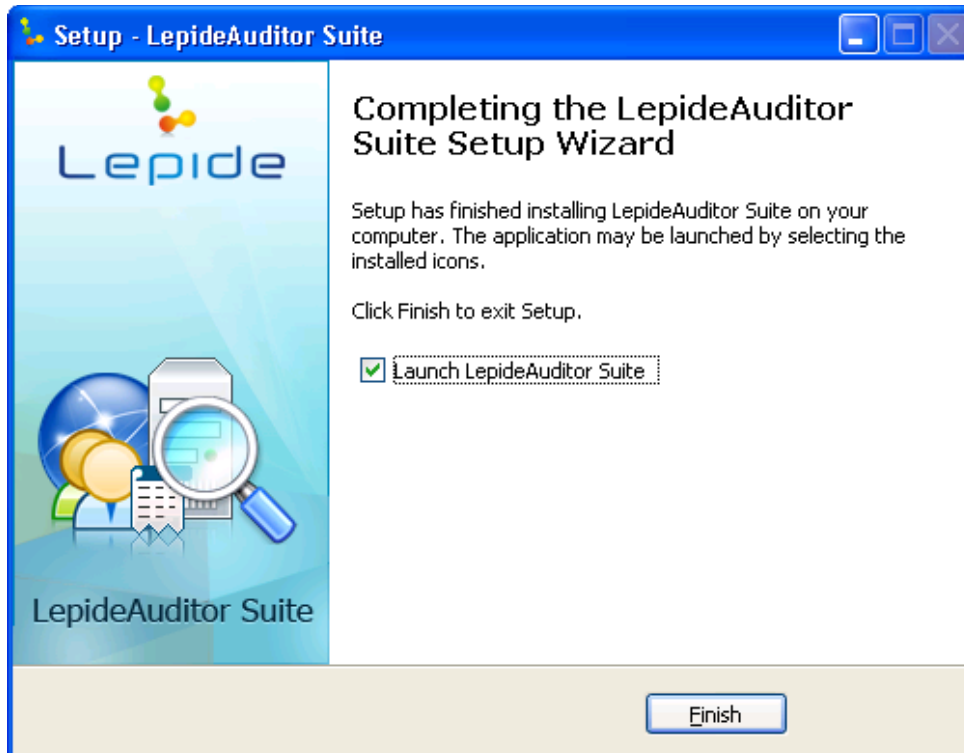 Setup - LepideAuditor Suite
Lepide
Completing the LepideAuditor
Suite Setup Wizard
Setup has finished installing LepideAuditor Suite on your
computer. The application may be launched by selecting the
installed icons.
Click Finish to exit Setup.
Launch LepideAuditor Suite
LepideAuditor Suite
Finish